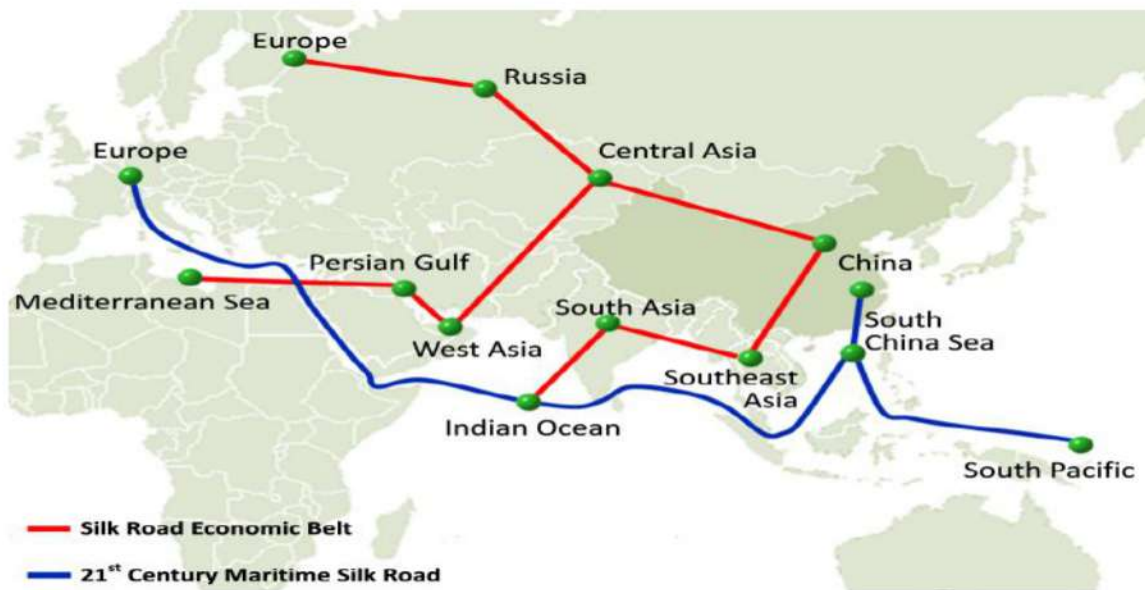 Europe
Russia
Europe
Central Asia
Persian Gulf
China
Mediterranean Sea
South Asia
South
China Sea
West Asia
Southeast
Asia
Indian Ocean
South Pacific
Silk Road Economic Belt
21st Century Maritime Silk Road